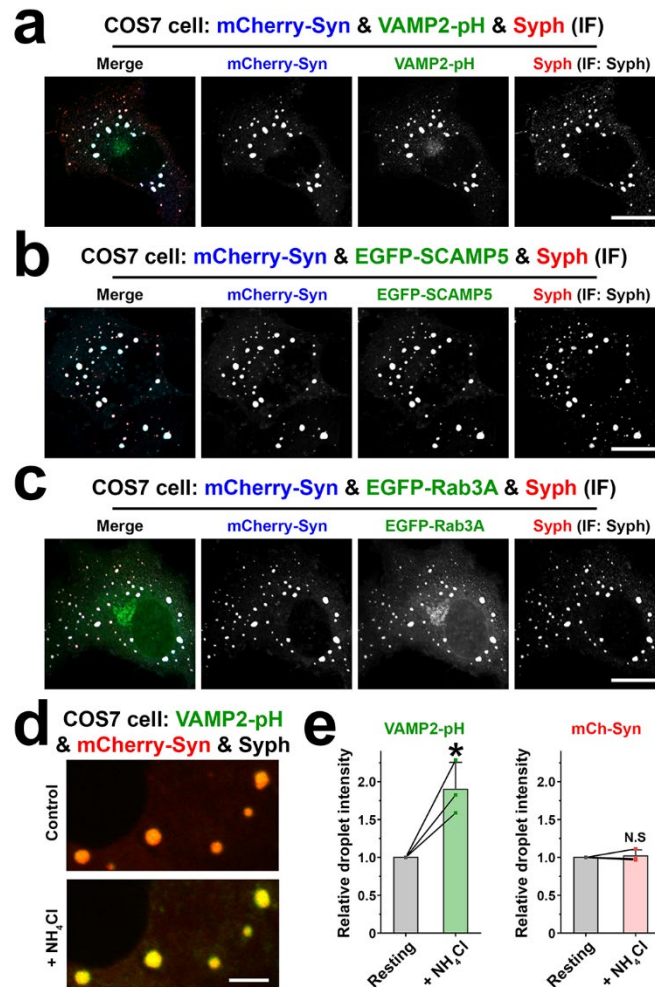 a
COS7 cell: mCherry-Syn & VAMP2-pH & Syph (IF)
Merge mCherry-Syn VAMP2-pH Syph (IF: Syph)
b
COS7 cell: mCherry-Syn & EGFP-SCAMP5 & Syph (IF)
Merge mCherry-Syn EGFP-SCAMP5 Syph (IF: Syph)
c
COS7 cell: mCherry-Syn & EGFP-Rab3A & Syph (IF)
Merge mCherry-Syn EGFP-Rab3A Syph (IF: Syph)
d
COS7 cell: VAMP2-pH
& mCherry-Syn & Syph
Control
+ NH₄Cl
e
VAMP2-pH
Relative droplet intensity
2.0
1.5
1.0
0.5
0
*
Resting
+ NH₄Cl
mCh-Syn
Relative droplet intensity
2.0
1.5
1.0
0.5
0
N.S
Resting
+ NH₄Cl